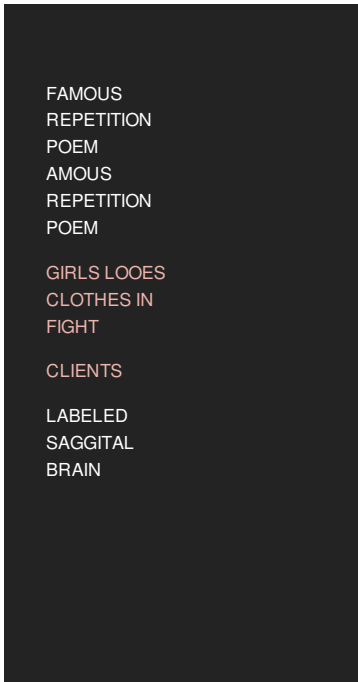 FAMOUS
REPETITION
POEM
AMOUS
REPETITION
POEM
GIRLS LOOES
CLOTHES IN
FIGHT
CLIENTS
LABELED
SAGGITAL
BRAIN